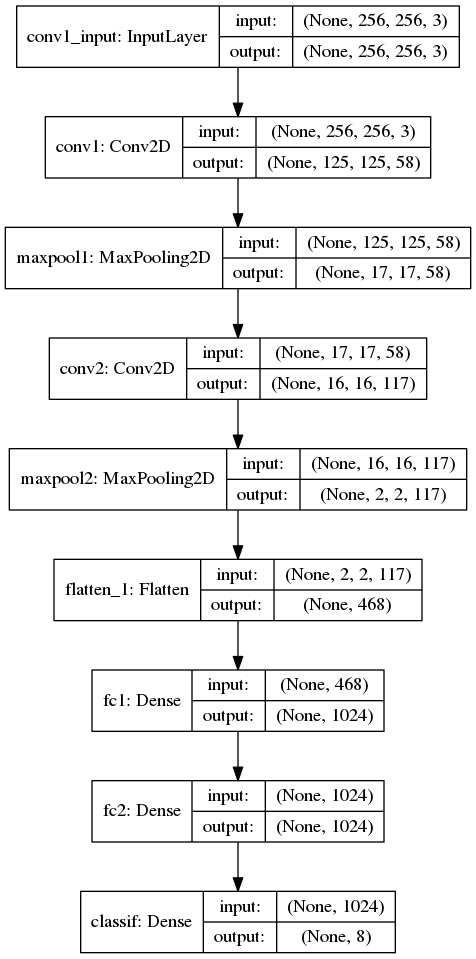 conv1_input: InputLayer
input: (None, 256, 256, 3)
output: (None, 256, 256, 3)
conv1: Conv2D
input: (None, 256, 256, 3)
output: (None, 125, 125, 58)
maxpool1: MaxPooling2D
input: (None, 125, 125, 58)
output: (None, 17, 17, 58)
conv2: Conv2D
input: (None, 17, 17, 58)
output: (None, 16, 16, 117)
maxpool2: MaxPooling2D
input: (None, 16, 16, 117)
output: (None, 2, 2, 117)
flatten_1: Flatten
input: (None, 2, 2, 117)
output: (None, 468)
fc1: Dense
input: (None, 468)
output: (None, 1024)
fc2: Dense
input: (None, 1024)
output: (None, 1024)
classif: Dense
input: (None, 1024)
output: (None, 8)